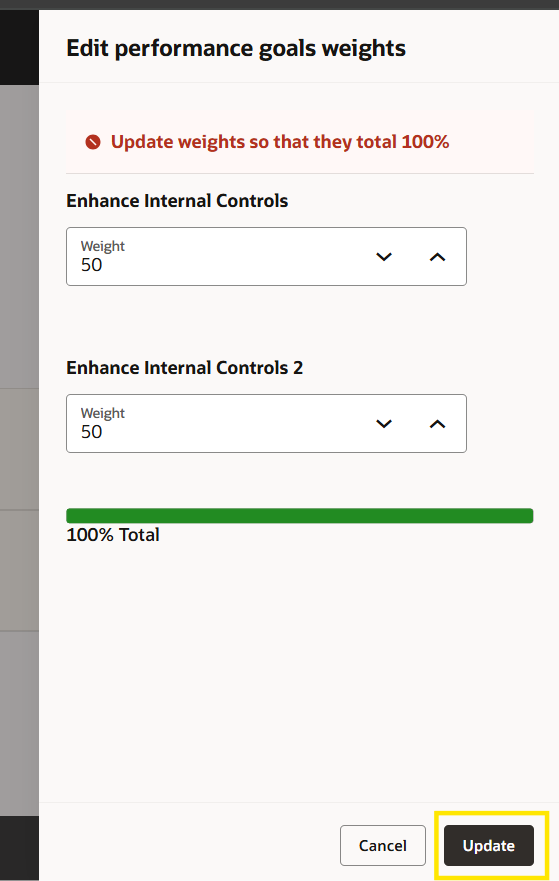 Edit performance goals weights
Update weights so that they total 100%
Enhance Internal Controls
Weight
50
Enhance Internal Controls 2
Weight
50
100% Total
Cancel
Update